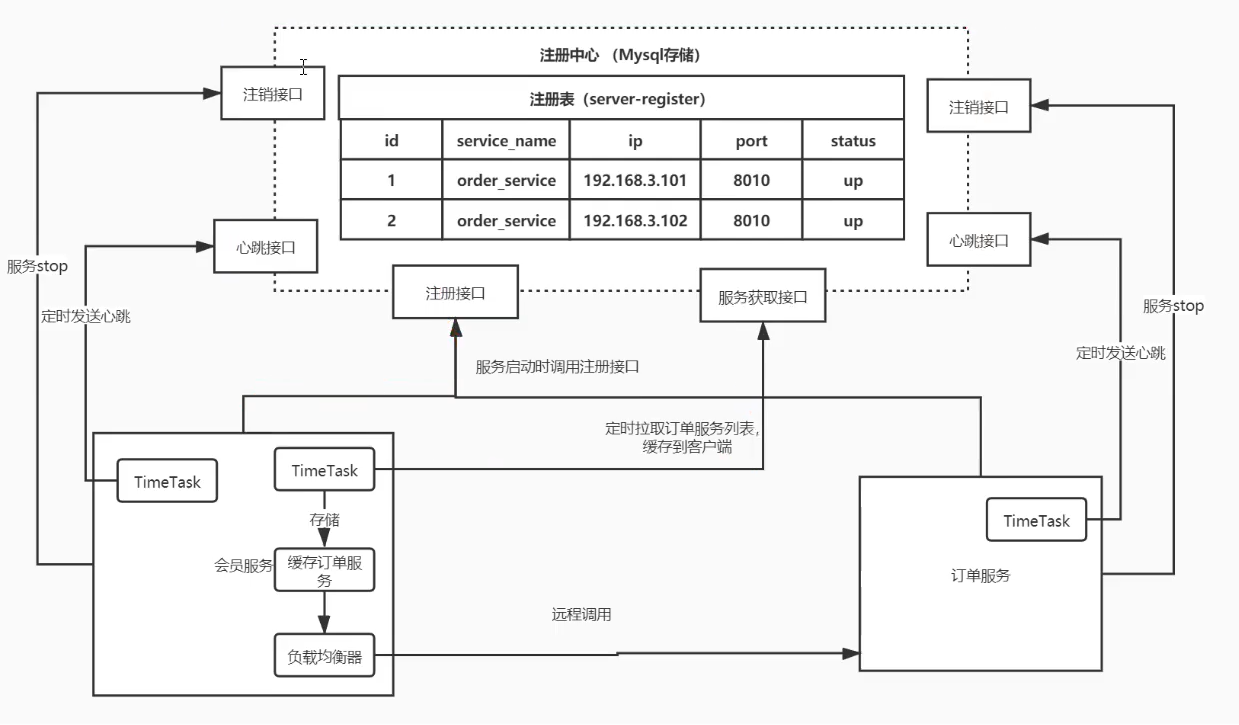 注册中心 （Mysql存储）
注销接口
注册表（server-register）
注销接口
id service_name ip port status
1 order_service 192.168.3.101 8010 up
2 order_service 192.168.3.102 8010 up
心跳接口
心跳接口
服务stop
注册接口
服务获取接口
服务stop
定时发送心跳
定时发送心跳
服务启动时调用注册接口
定时拉取订单服务列表，
缓存到客户端
TimeTask
TimeTask
TimeTask
存储
会员服务
缓存订单服
务
订单服务
远程调用
负载均衡器